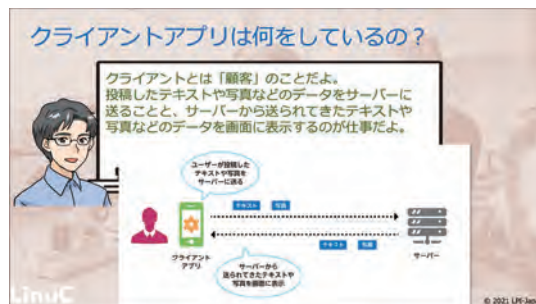 クライアントアプリは何をしているの？
クライアントとは「顧客」のことだよ。
投稿したテキストや写真などのデータをサーバーに
送ることと、サーバーから送られてきたテキストや
写真などのデータを画面に表示するのが仕事だよ。
ユーザーが投稿した
テキストや写真を
サーバーに送る
テキスト 写真
テキスト 写真
クライアント
アプリ
サーバーから
送られてきたテキストや
写真を画面に表示
サーバー
LinuC
© 2021 LPI-Japan